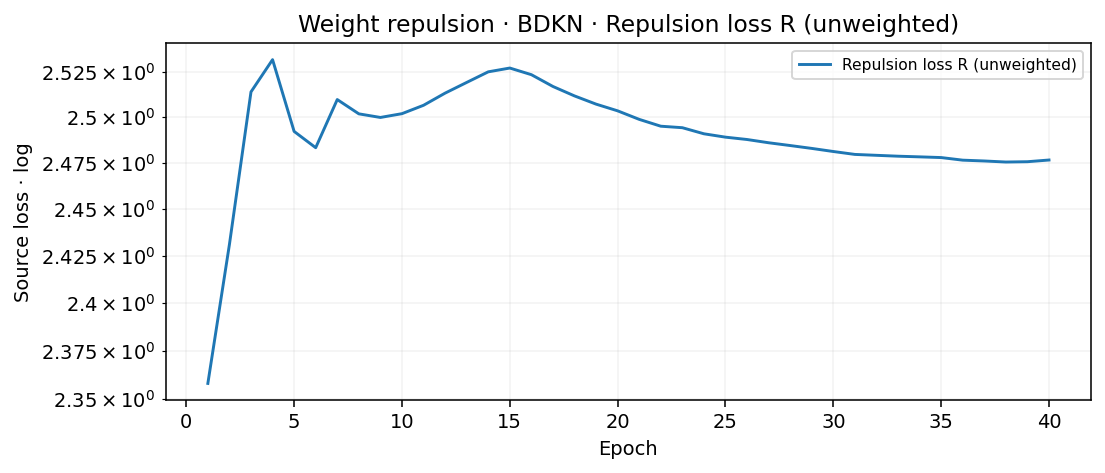 Weight repulsion · BDKN · Repulsion loss R (unweighted)
Repulsion loss R (unweighted)
Source loss · log
2.525 × 10⁰
2.5 × 10⁰
2.475 × 10⁰
2.45 × 10⁰
2.425 × 10⁰
2.4 × 10⁰
2.375 × 10⁰
2.35 × 10⁰
0 5 10 15 20 25 30 35 40
Epoch